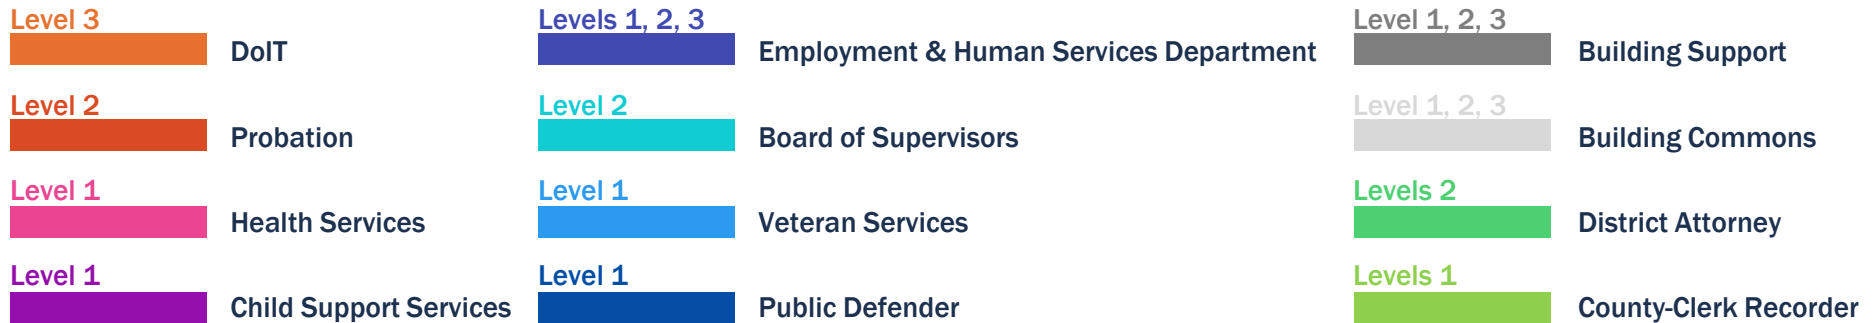 Level 3
DoIT
Level 2
Probation
Level 1
Health Services
Level 1
Child Support Services
Levels 1, 2, 3
Employment & Human Services Department
Level 2
Board of Supervisors
Level 1
Veteran Services
Level 1
Public Defender
Level 1, 2, 3
Building Support
Level 1, 2, 3
Building Commons
Levels 2
District Attorney
Levels 1
County-Clerk Recorder